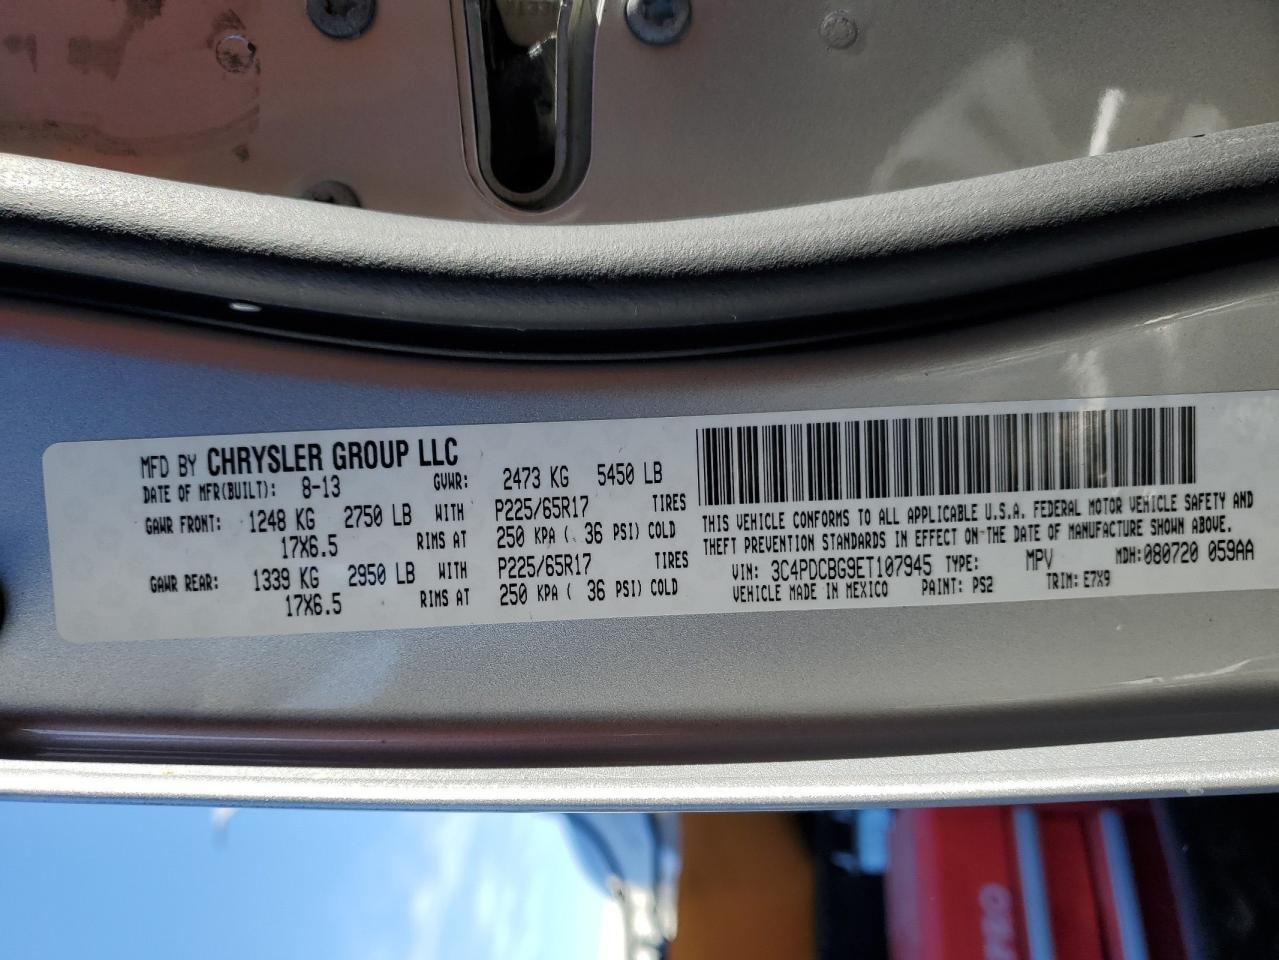 MFD BY CHRYSLER GROUP LLC
DATE OF MFR(BUILT): 8-13 GVWR: 2473 KG 5450 LB
GAWR FRONT: 1248 KG 2750 LB WITH P225/65R17 TIRES
17X6.5 RIMS AT 250 KPA ( 36 PSI) COLD
GAWR REAR: 1339 KG 2950 LB WITH P225/65R17 TIRES
17X6.5 RIMS AT 250 KPA ( 36 PSI) COLD
THIS VEHICLE CONFORMS TO ALL APPLICABLE U.S.A. FEDERAL MOTOR VEHICLE SAFETY AND
THEFT PREVENTION STANDARDS IN EFFECT ON THE DATE OF MANUFACTURE SHOWN ABOVE.
VIN: 3C4PDCBG9ET107945 TYPE: MPV MDH: 080720 059AA
VEHICLE MADE IN MEXICO PAINT: PS2 TRIM: E7X9